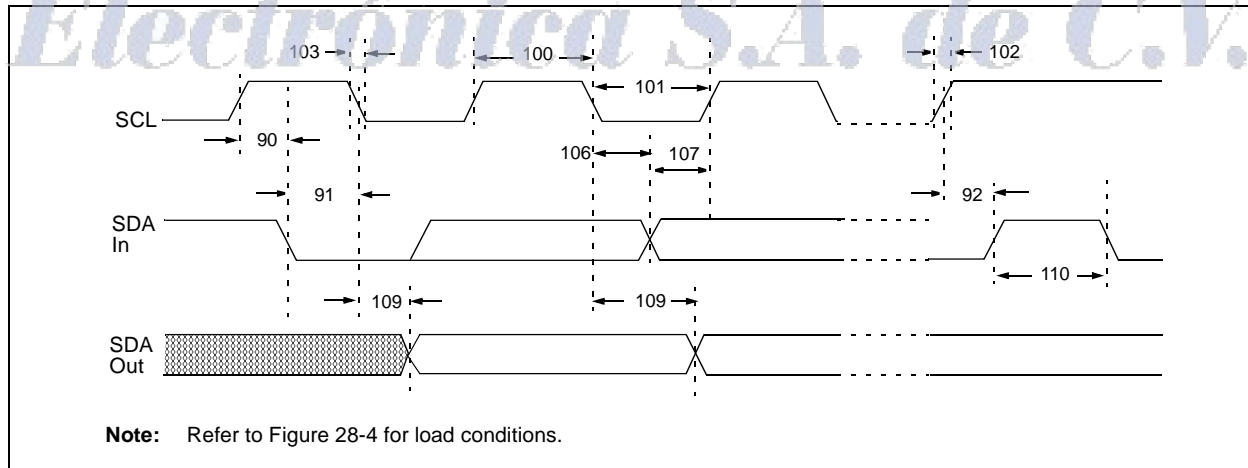 Electrónica S.A. de C.V.
103
100
102
101
SCL
90
106
107
91
92
SDA
In
110
109
109
SDA
Out
Note: Refer to Figure 28-4 for load conditions.